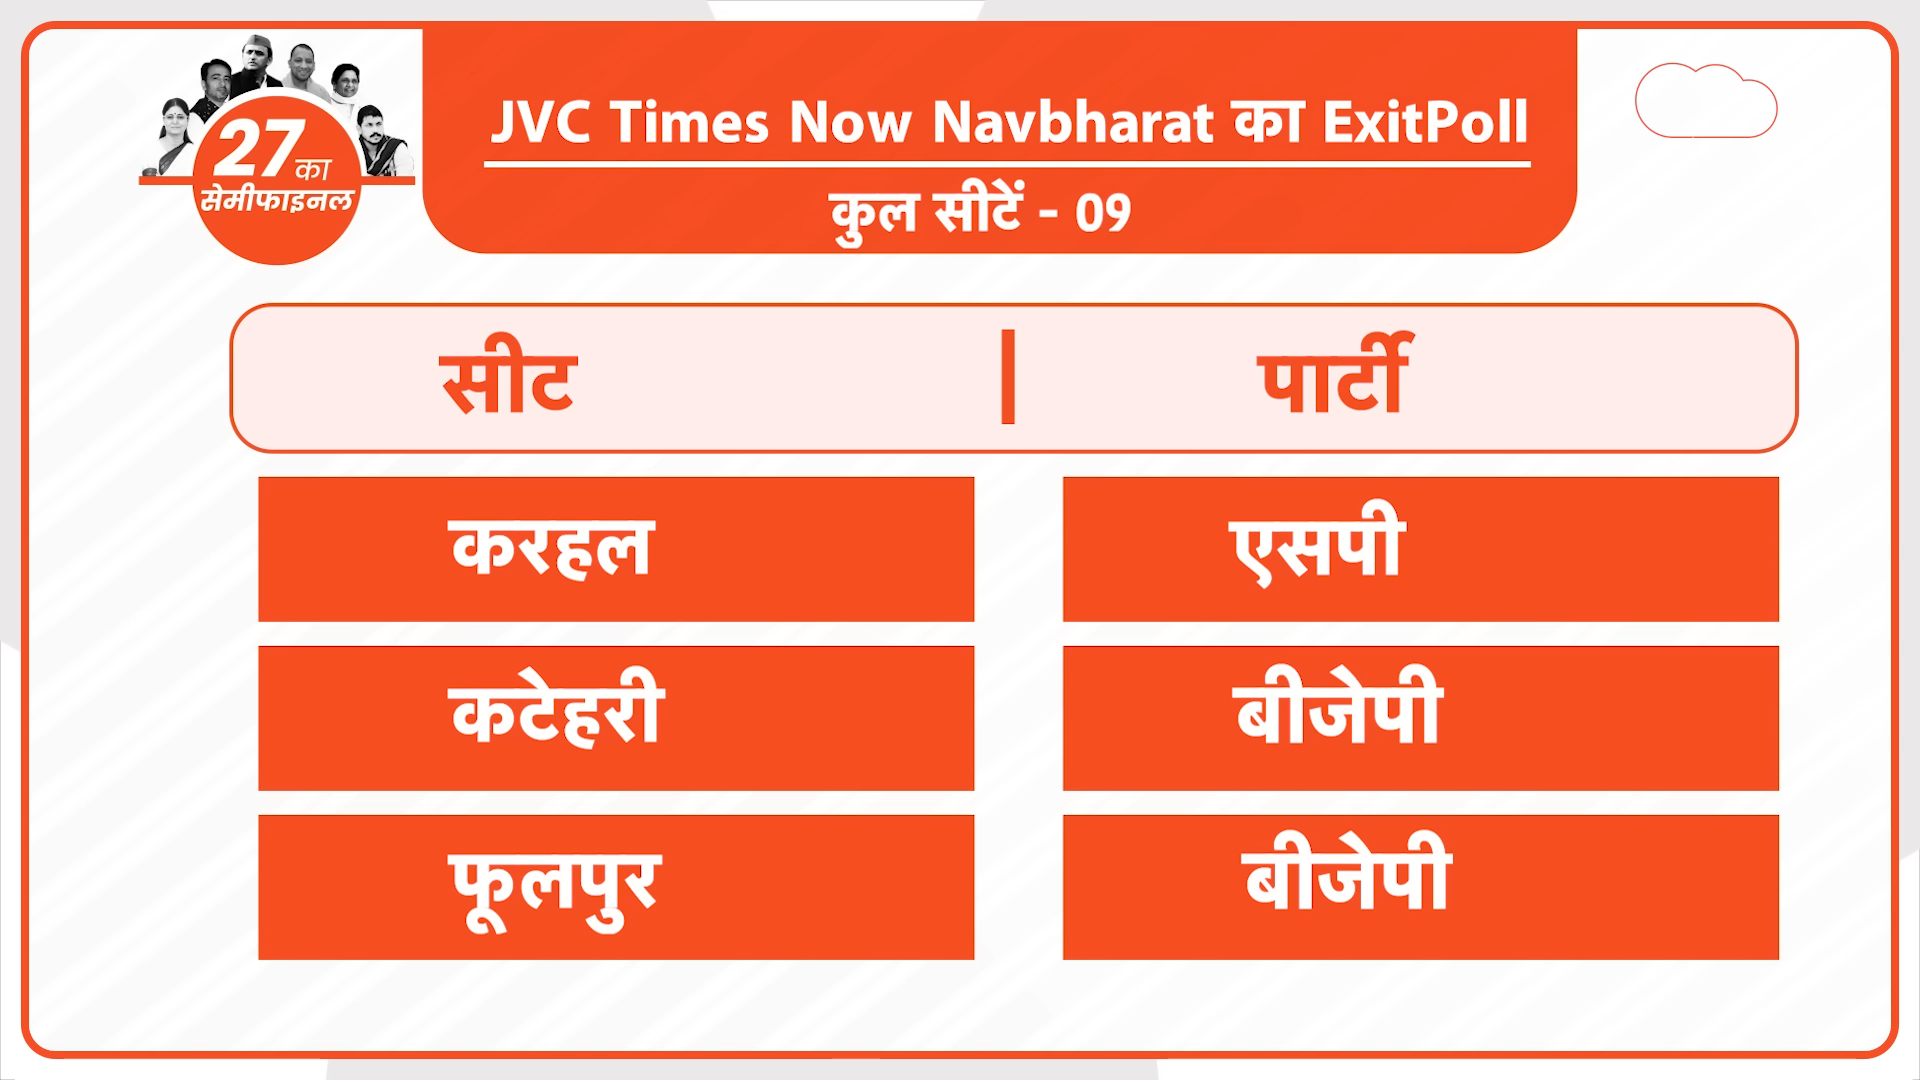 27 का
सेमीफाइनल
JVC Times Now Navbharat का ExitPoll
कुल सीटें - 09
सीट | पार्टी
करहल एसपी
कटेहरी बीजेपी
फूलपुर बीजेपी